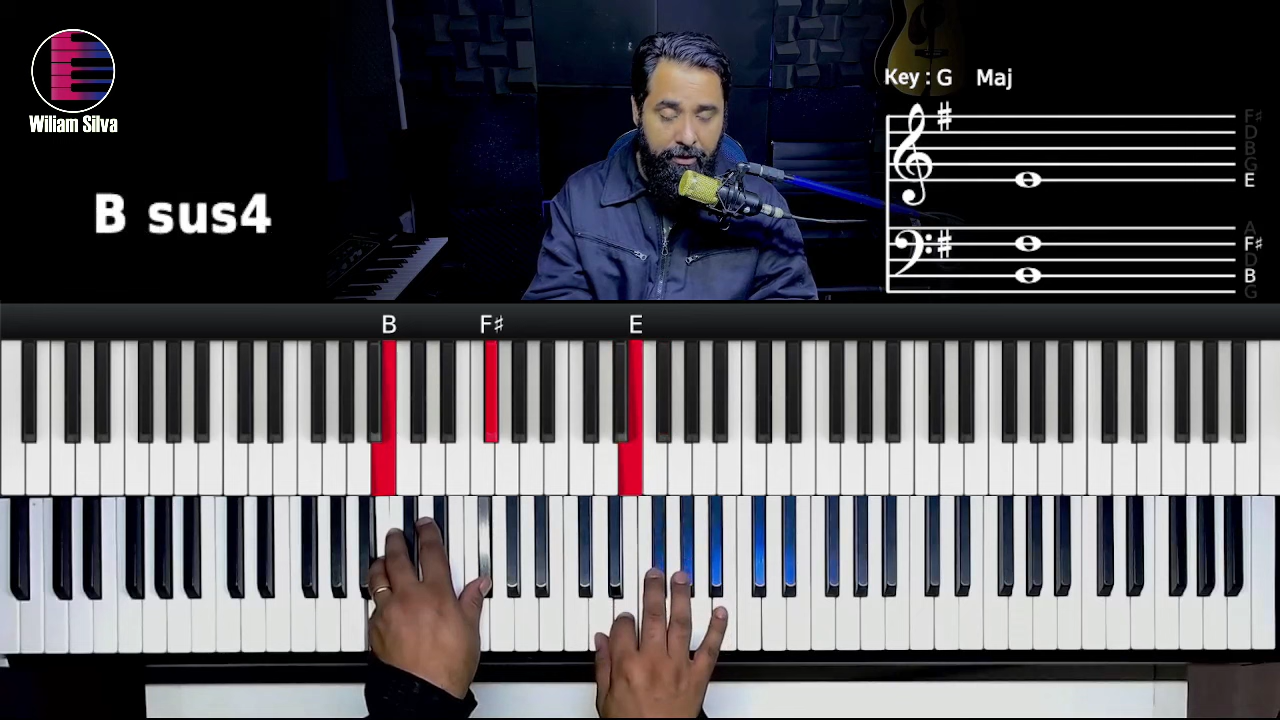 Wiliam Silva
B sus4
Key : G Maj
F♯
D
B
G
E
A
F♯
D
B
G
B F♯ E